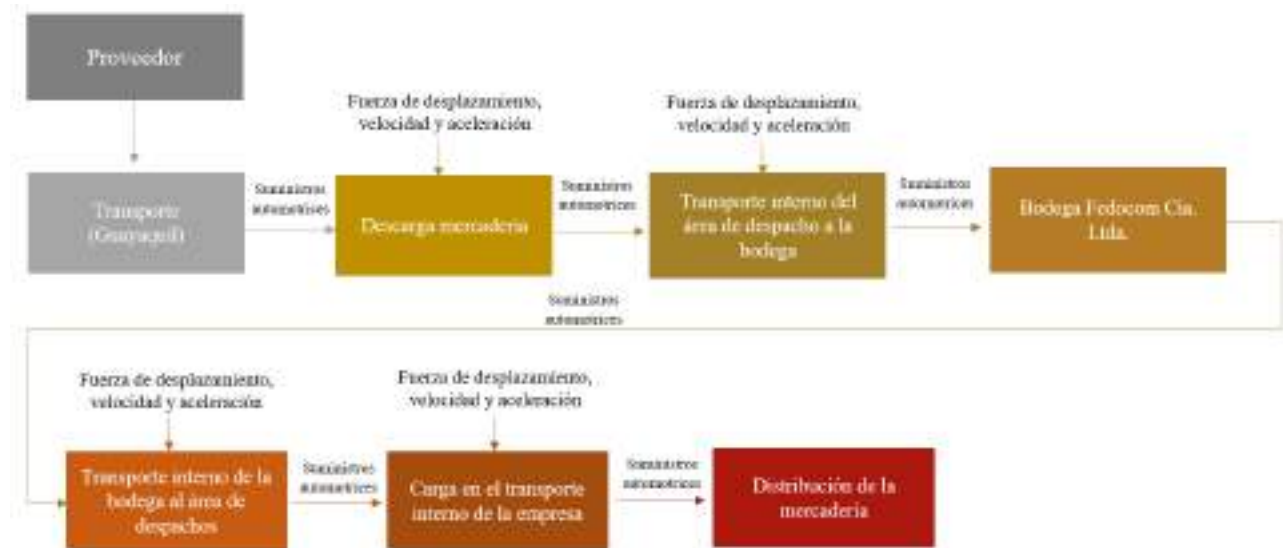 Proveedor
Fuerza de desplazamiento,
velocidad y aceleración
Fuerza de desplazamiento,
velocidad y aceleración
Transporte
(Guayaquil)
Suministros
automotrises
Descarga mercadería
Suministros
automotrices
Transporte interno del
área de despacho a la
bodega
Suministros
automotrices
Bodega Fedocom Cia.
Ltda.
Suministros
automotrices
Fuerza de desplazamiento,
velocidad y aceleración
Fuerza de desplazamiento,
velocidad y aceleración
Transporte interno de la
bodega al área de
despachos
Suministros
automotrices
Carga en el transporte
interno de la empresa
Suministros
automotrices
Distribución de la
mercadería